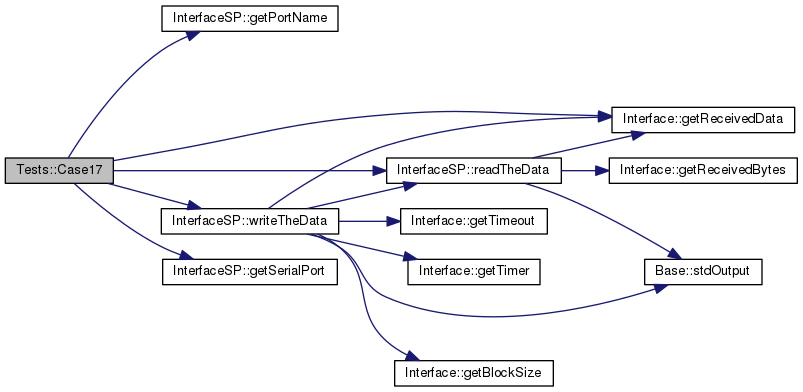 InterfaceSP::getPortName
Interface::getReceivedData
Tests::Case17
InterfaceSP::readTheData
Interface::getReceivedBytes
InterfaceSP::writeTheData
Interface::getTimeout
InterfaceSP::getSerialPort
Interface::getTimer
Base::stdOutput
Interface::getBlockSize